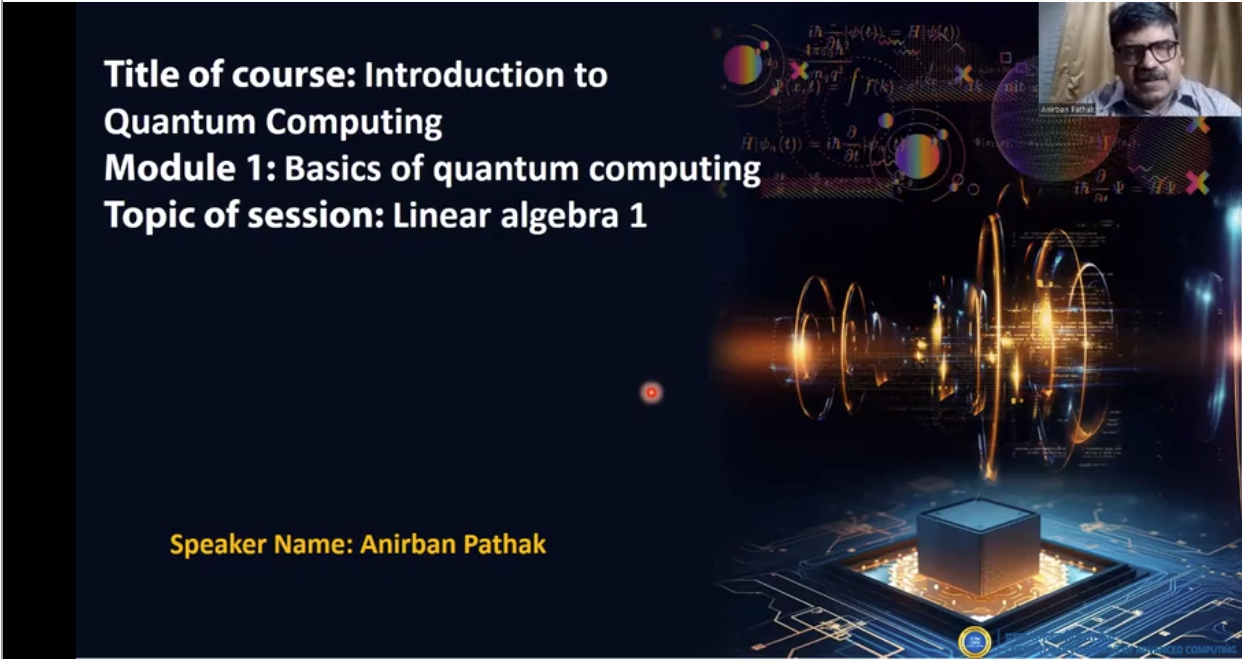 Title of course: Introduction to
Quantum Computing
Module 1: Basics of quantum computing
Topic of session: Linear algebra 1
Speaker Name: Anirban Pathak
Anirban Pathak
ADVANCED COMPUTING